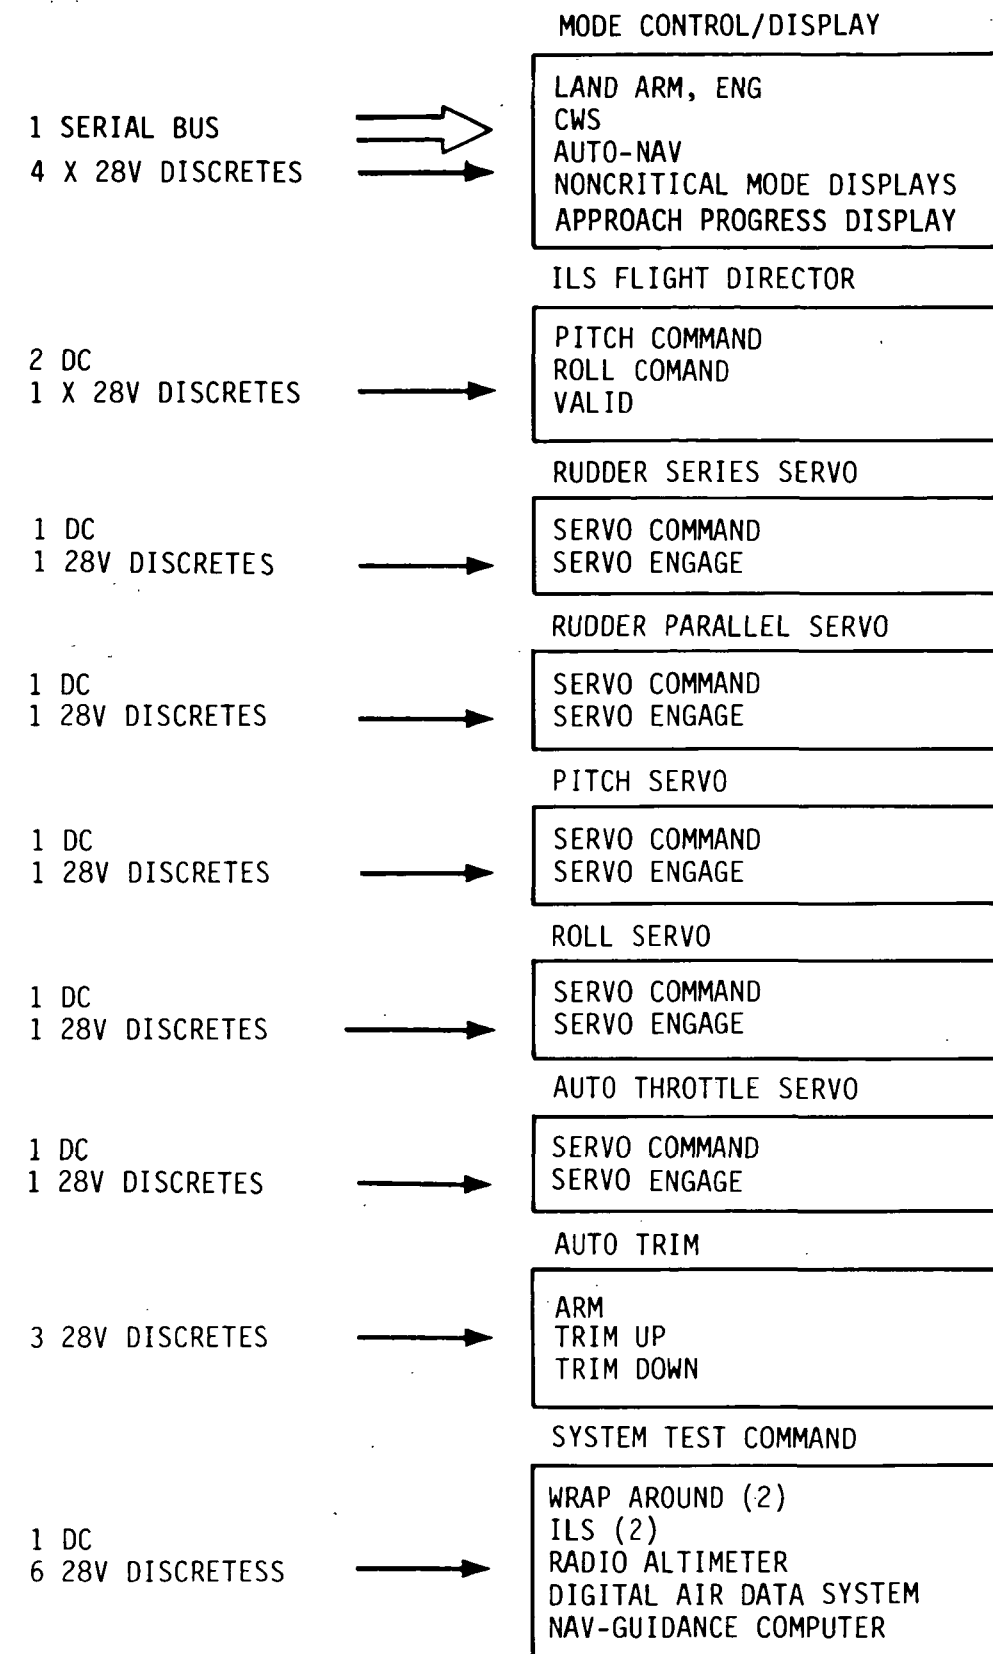 MODE CONTROL/DISPLAY
1 SERIAL BUS
4 X 28V DISCRETES
LAND ARM, ENG
CWS
AUTO-NAV
NONCRITICAL MODE DISPLAYS
APPROACH PROGRESS DISPLAY
ILS FLIGHT DIRECTOR
2 DC
1 X 28V DISCRETES
PITCH COMMAND
ROLL COMAND
VALID
RUDDER SERIES SERVO
1 DC
1 28V DISCRETES
SERVO COMMAND
SERVO ENGAGE
RUDDER PARALLEL SERVO
1 DC
1 28V DISCRETES
SERVO COMMAND
SERVO ENGAGE
PITCH SERVO
1 DC
1 28V DISCRETES
SERVO COMMAND
SERVO ENGAGE
ROLL SERVO
1 DC
1 28V DISCRETES
SERVO COMMAND
SERVO ENGAGE
AUTO THROTTLE SERVO
1 DC
1 28V DISCRETES
SERVO COMMAND
SERVO ENGAGE
AUTO TRIM
3 28V DISCRETES
ARM
TRIM UP
TRIM DOWN
SYSTEM TEST COMMAND
1 DC
6 28V DISCRETESS
WRAP AROUND (2)
ILS (2)
RADIO ALTIMETER
DIGITAL AIR DATA SYSTEM
NAV-GUIDANCE COMPUTER